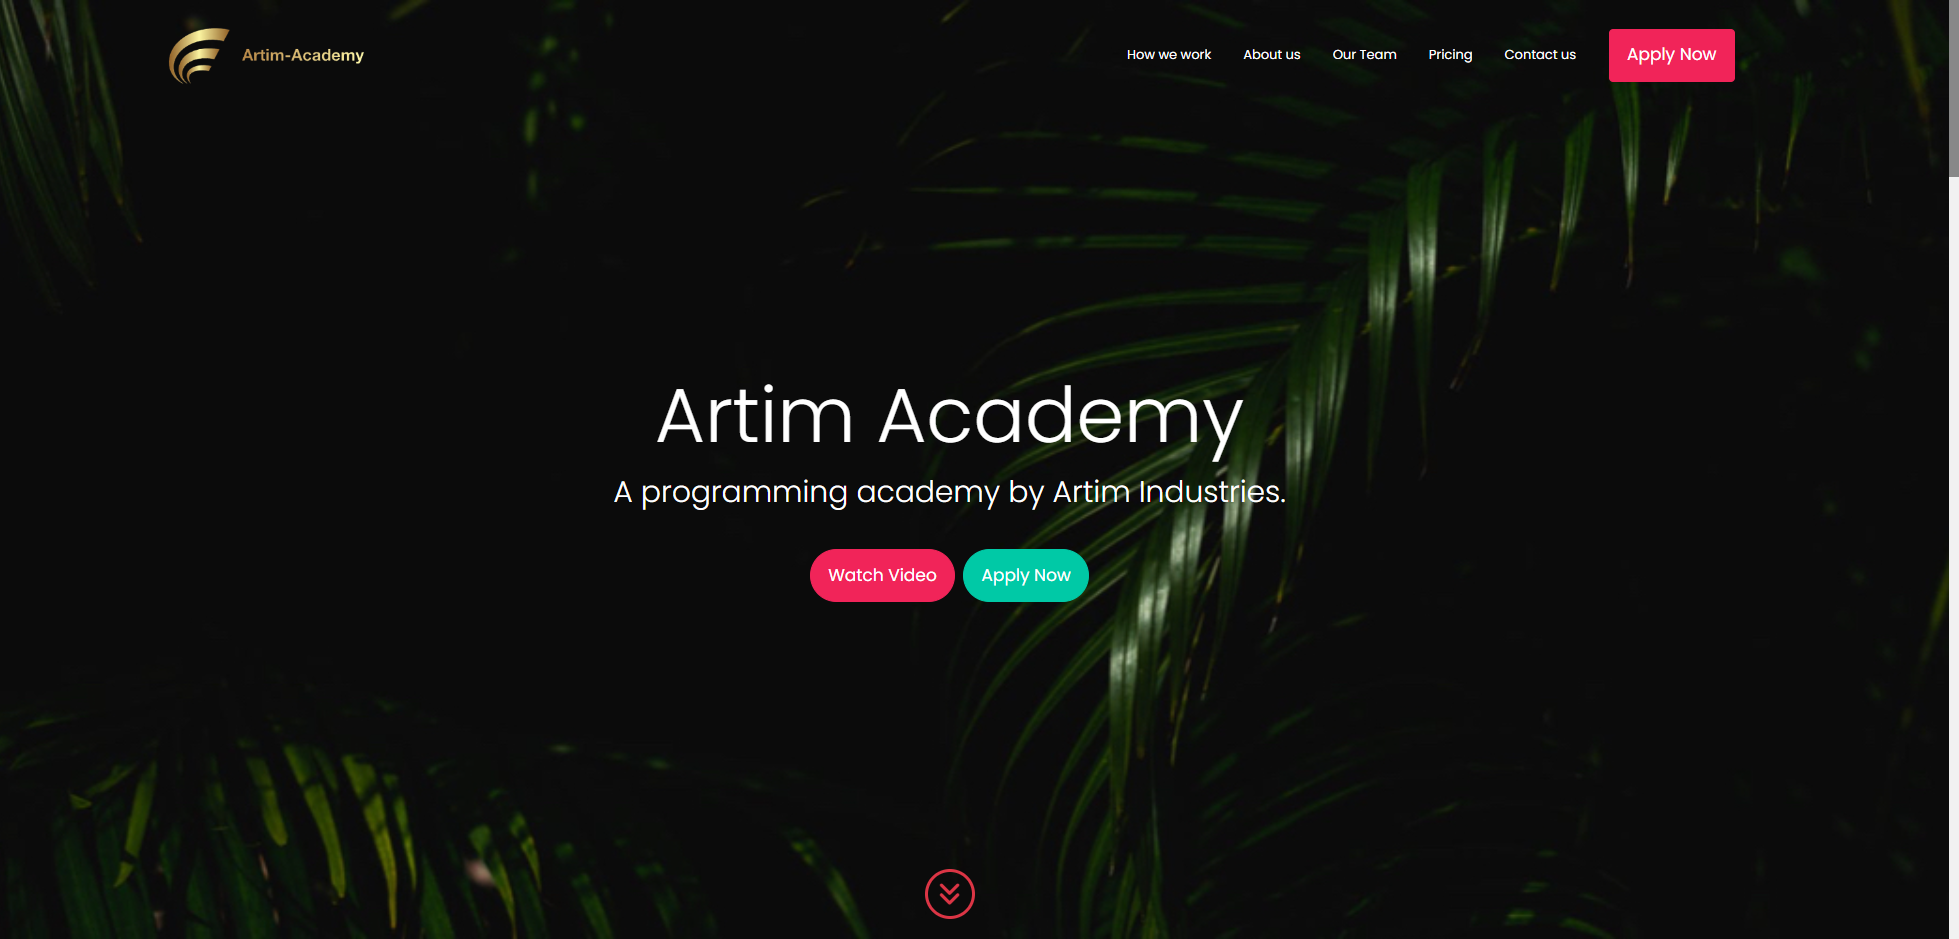 Artim-Academy
How we work
About us
Our Team
Pricing
Contact us
Apply Now
Artim Academy
A programming academy by Artim Industries.
Watch Video
Apply Now